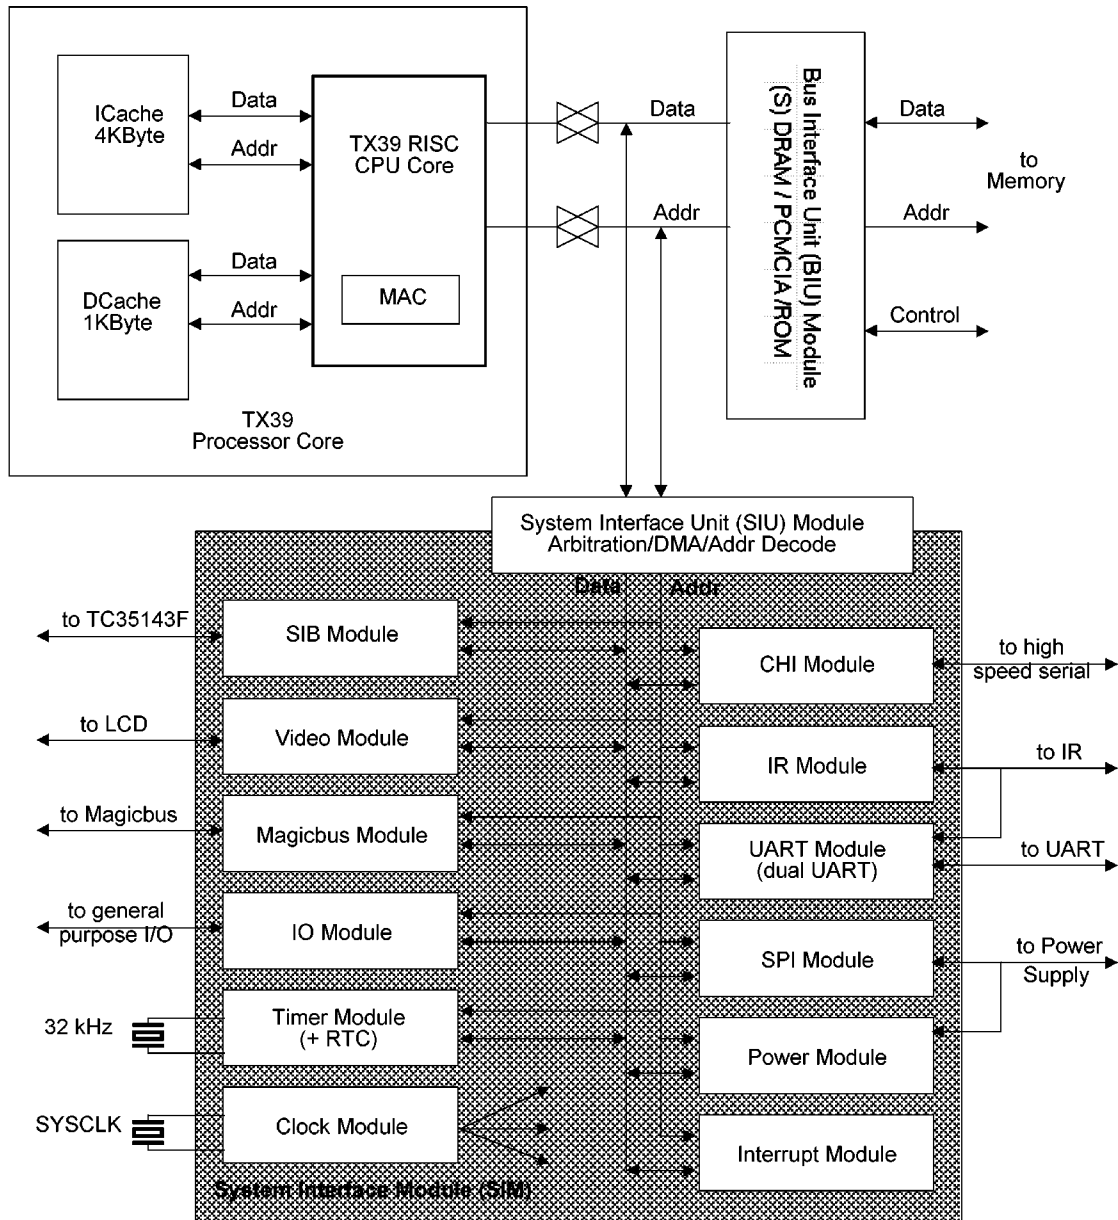 ICache
4KByte
Data
Addr
TX39 RISC
CPU Core
DCache
1KByte
Data
Addr
MAC
TX39
Processor Core
Data
Addr
Bus Interface Unit (BIU) Module
(S) DRAM / PCMCIA /ROM
Data
to
Memory
Addr
Control
System Interface Unit (SIU) Module
Arbitration/DMA/Addr Decode
Data
Addr
to TC35143F
SIB Module
to LCD
Video Module
to Magicbus
Magicbus Module
to general
purpose I/O
IO Module
32 kHz
Timer Module
(+ RTC)
SYSCLK
Clock Module
System Interface Module (SIM)
CHI Module
to high
speed serial
IR Module
to IR
UART Module
(dual UART)
to UART
SPI Module
to Power
Supply
Power Module
Interrupt Module